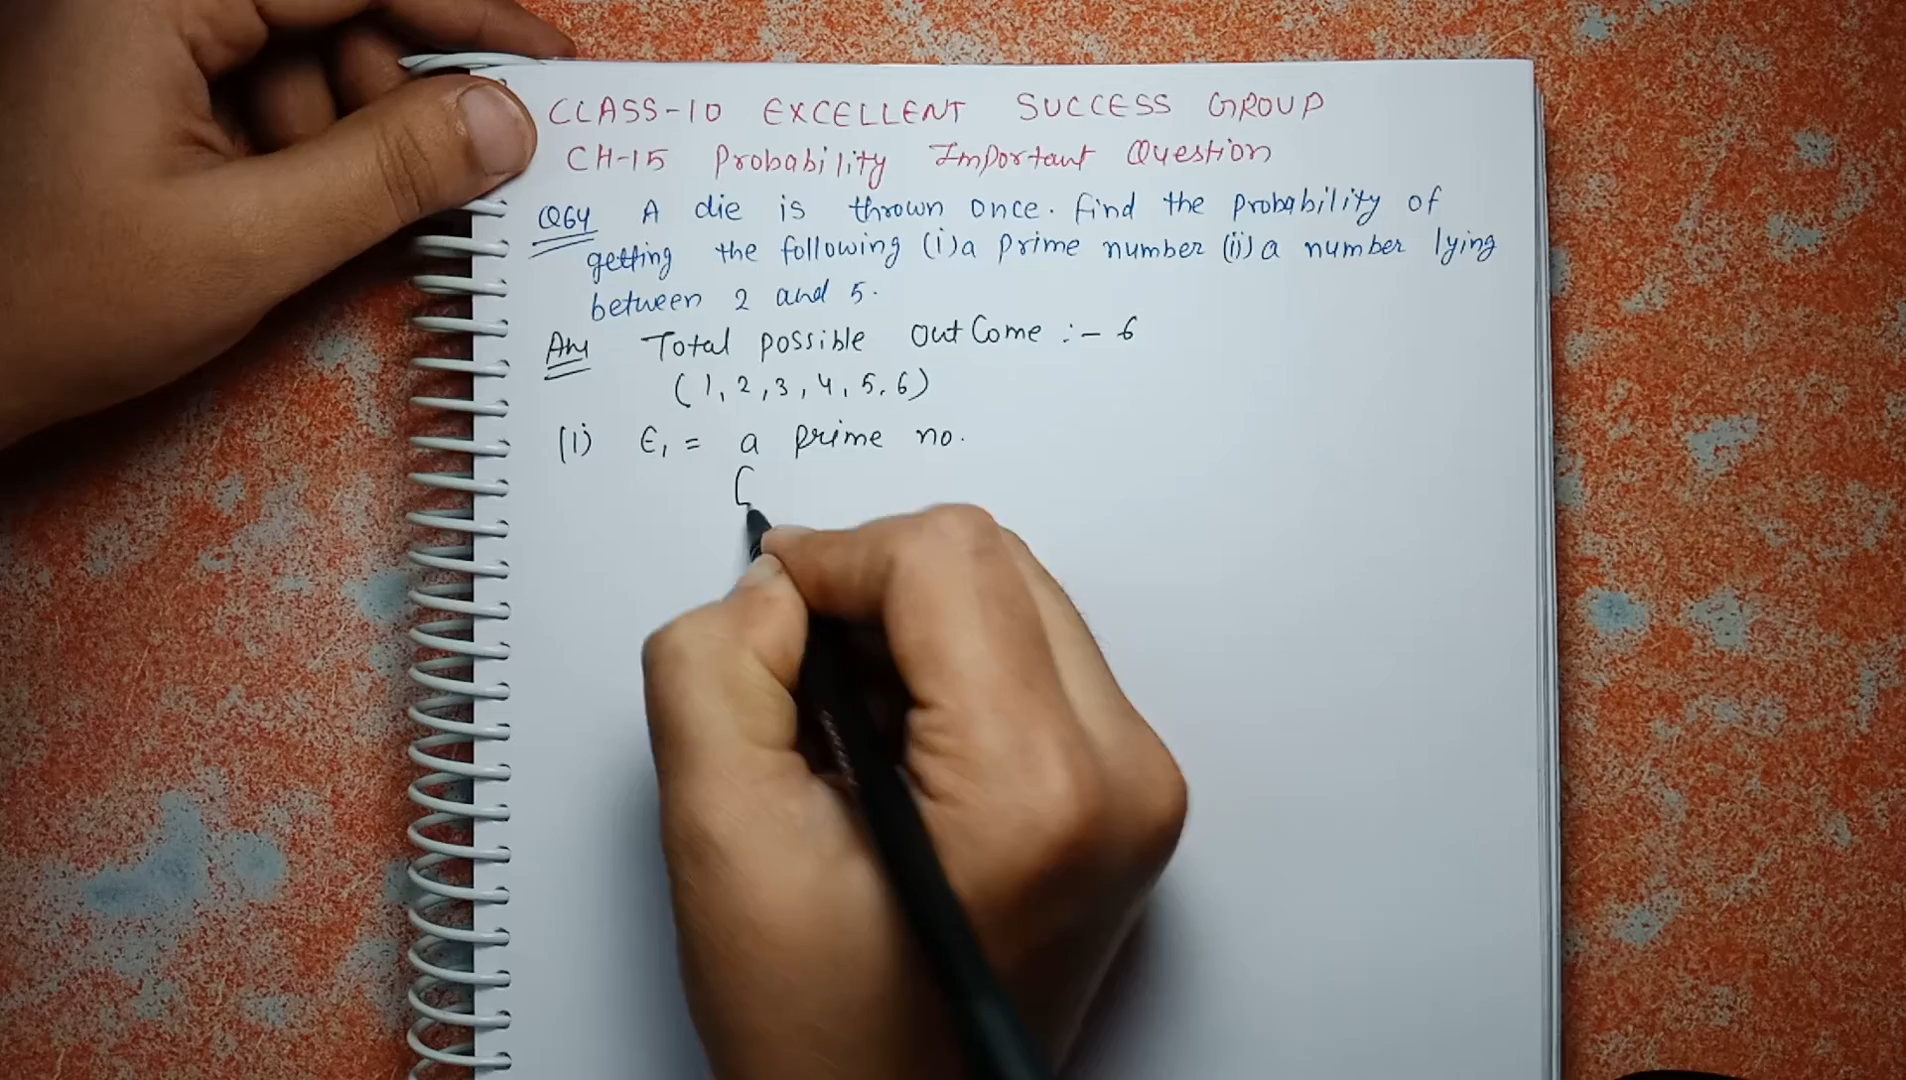 CLASS-10 EXCELLENT SUCCESS GROUP
CH-15 Probability Important Question
Q64 A die is thrown once. find the probability of
getting the following (i) a prime number (ii) a number lying
between 2 and 5.
Ans Total possible outCome :- 6
(1, 2, 3, 4, 5, 6)
(1) E1 = a prime no.
(